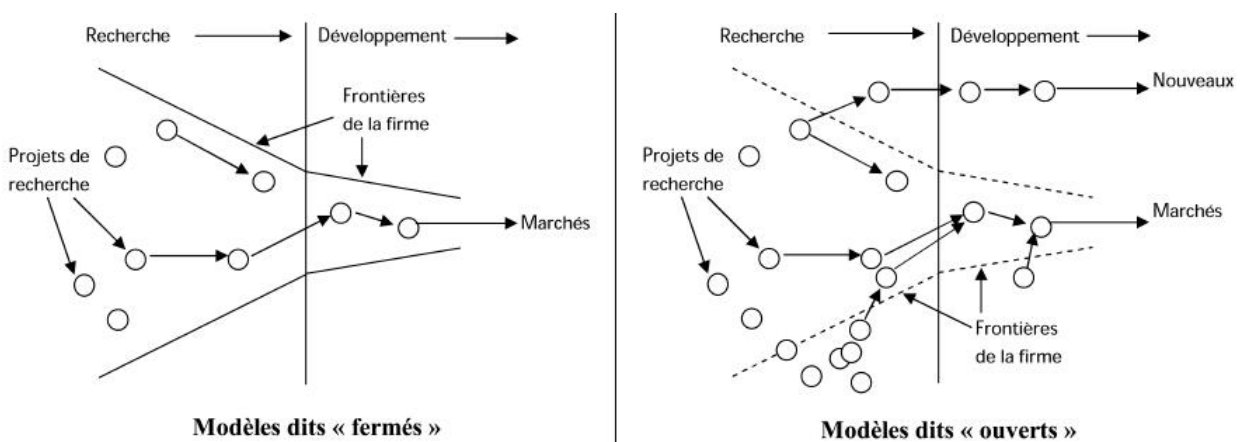 Recherche
Développement
Frontières
de la firme
Projets de
recherche
Marchés
Modèles dits « fermés »
Recherche
Développement
Nouveaux
Projets de
recherche
Marchés
Frontières
de la firme
Modèles dits « ouverts »